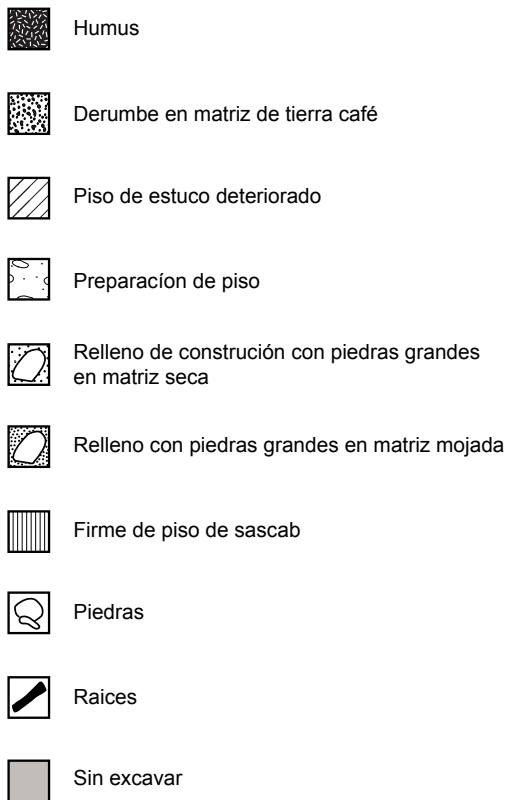 Humus
Derumbe en matriz de tierra café
Piso de estuco deteriorado
Preparacíon de piso
Relleno de construción con piedras grandes
en matriz seca
Relleno con piedras grandes en matriz mojada
Firme de piso de sascab
Piedras
Raices
Sin excavar